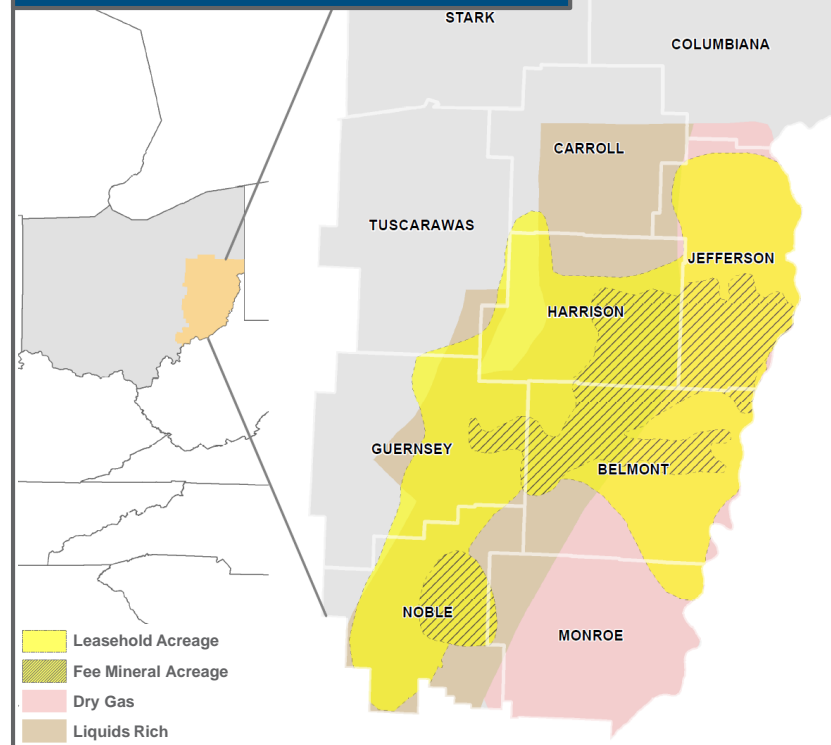 STARK
COLUMBIANA
CARROLL
TUSCARAWAS
JEFFERSON
HARRISON
GUERNSEY
BELMONT
NOBLE
MONROE
Leasehold Acreage
Fee Mineral Acreage
Dry Gas
Liquids Rich